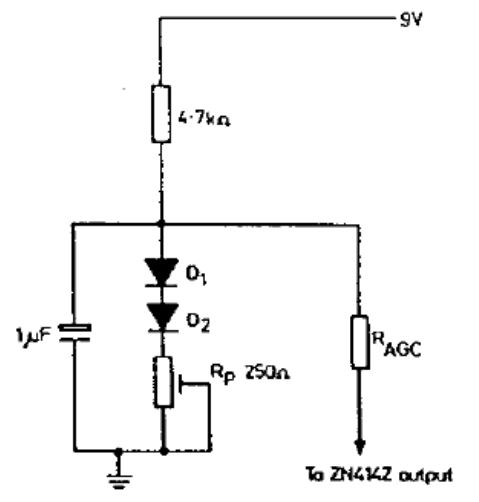 9V
4·7kΩ
D1
D2
1μF
RP 250Ω
RAGC
To ZN414Z output